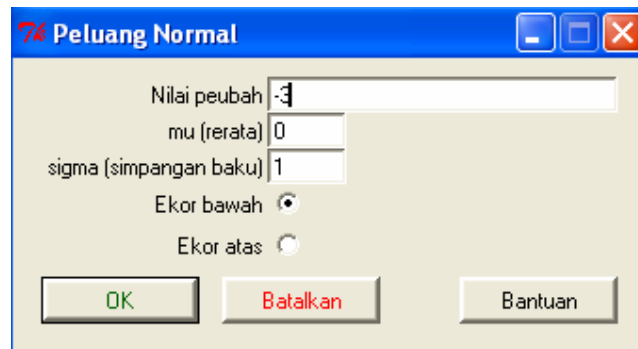 Peluang Normal
Nilai peubah -3
mu (rerata) 0
sigma (simpangan baku) 1
Ekor bawah
Ekor atas
OK Batalkan Bantuan